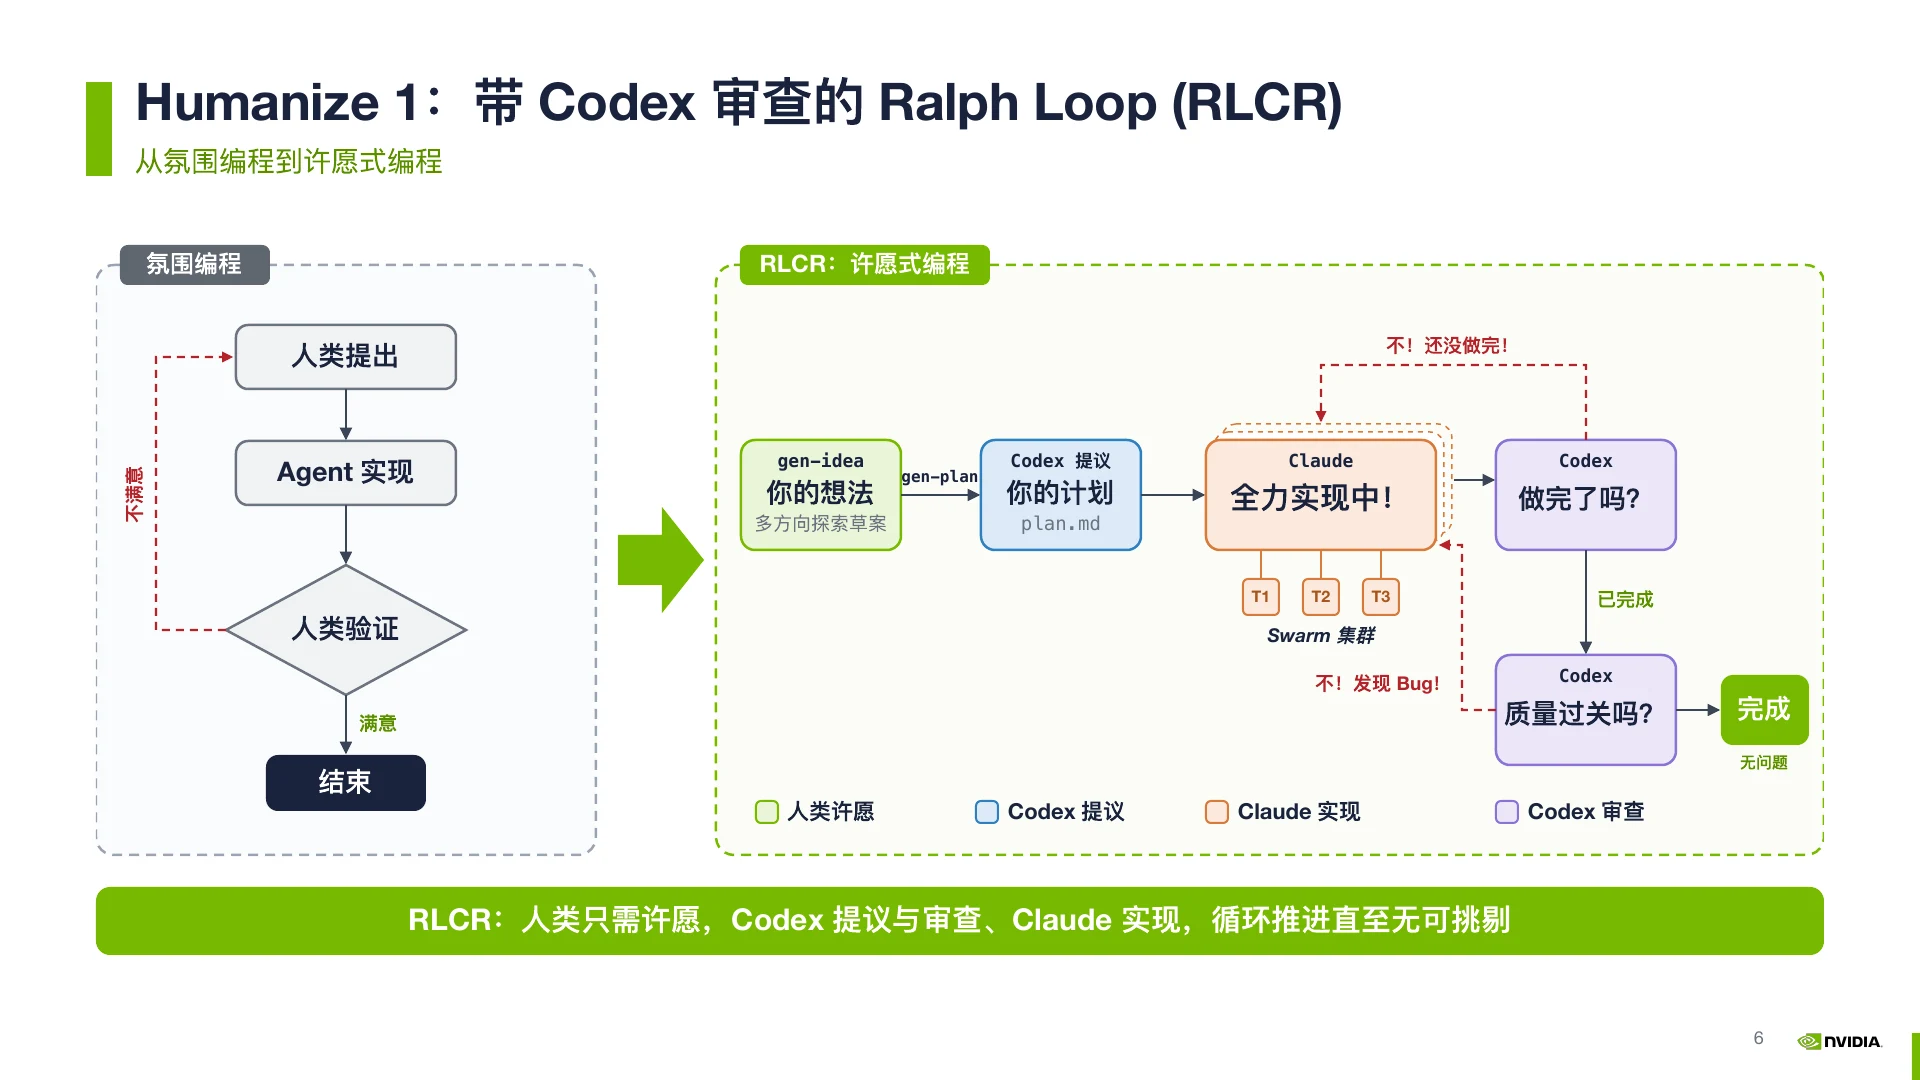 Humanize 1：带 Codex 审查的 Ralph Loop (RLCR)
从氛围编程到许愿式编程
氛围编程
人类提出
Agent 实现
不满意
人类验证
满意
结束
RLCR：许愿式编程
不！还没做完！
gen-idea
你的想法
多方向探索草案
gen-plan
Codex 提议
你的计划
plan.md
Claude
全力实现中！
T1
T2
T3
Swarm 集群
Codex
做完了吗？
已完成
不！发现 Bug！
Codex
质量过关吗？
完成
无问题
人类许愿
Codex 提议
Claude 实现
Codex 审查
RLCR：人类只需许愿，Codex 提议与审查、Claude 实现，循环推进直至无可挑剔
6
NVIDIA